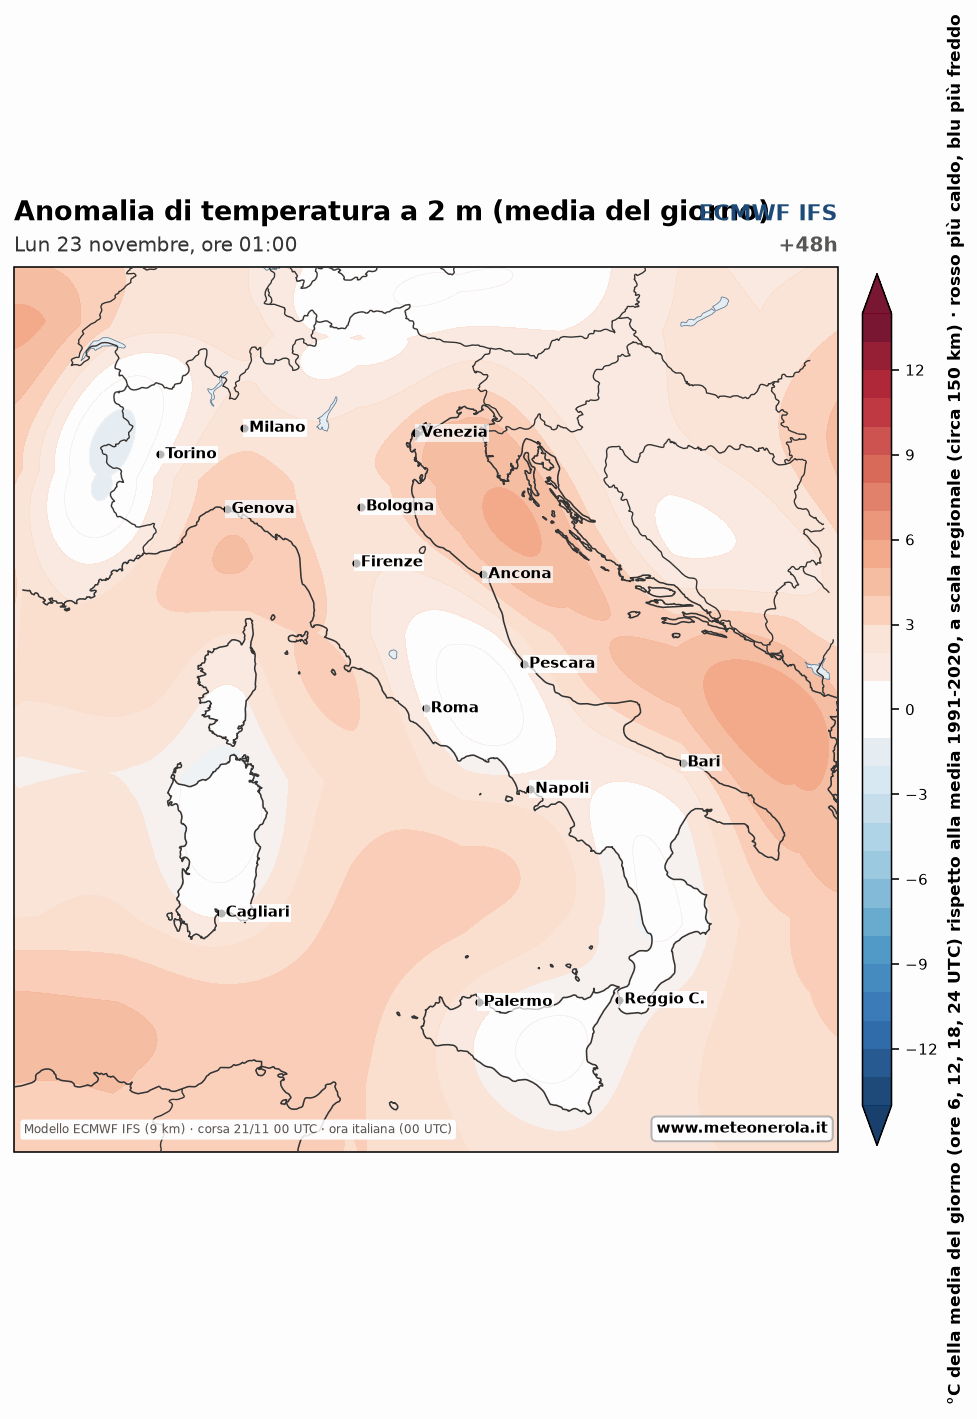 Anomalia di temperatura a 2 m (media del giorno)
ECMWF IFS
Lun 23 novembre, ore 01:00
+48h
Milano
Torino
Venezia
Genova
Bologna
Firenze
Ancona
Pescara
Roma
Bari
Napoli
Cagliari
Palermo
Reggio C.
12
9
6
3
0
−3
−6
−9
−12
°C della media del giorno (ore 6, 12, 18, 24 UTC) rispetto alla media 1991-2020, a scala regionale (circa 150 km) · rosso più caldo, blu più freddo
Modello ECMWF IFS (9 km) · corsa 21/11 00 UTC · ora italiana (00 UTC)
www.meteonerola.it